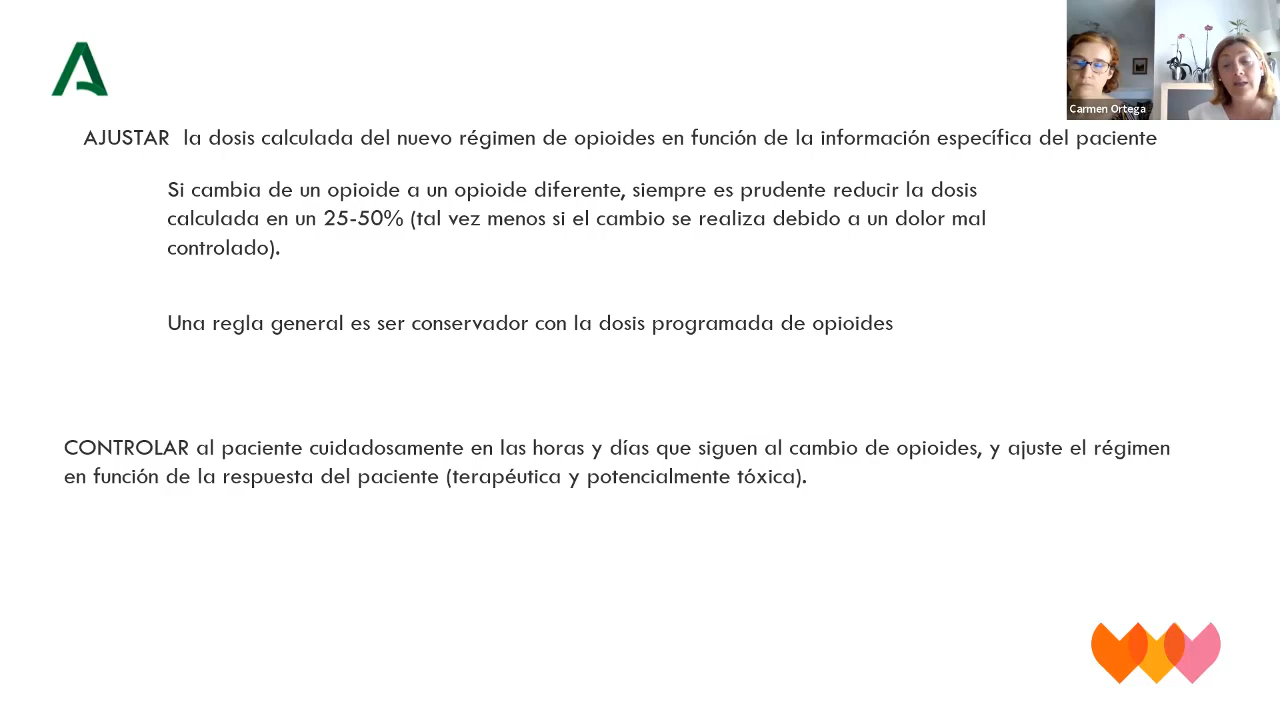 Carmen Ortega
AJUSTAR la dosis calculada del nuevo régimen de opioides en función de la información específica del paciente
Si cambia de un opioide a un opioide diferente, siempre es prudente reducir la dosis
calculada en un 25-50% (tal vez menos si el cambio se realiza debido a un dolor mal
controlado).
Una regla general es ser conservador con la dosis programada de opioides
CONTROLAR al paciente cuidadosamente en las horas y días que siguen al cambio de opioides, y ajuste el régimen
en función de la respuesta del paciente (terapéutica y potencialmente tóxica).